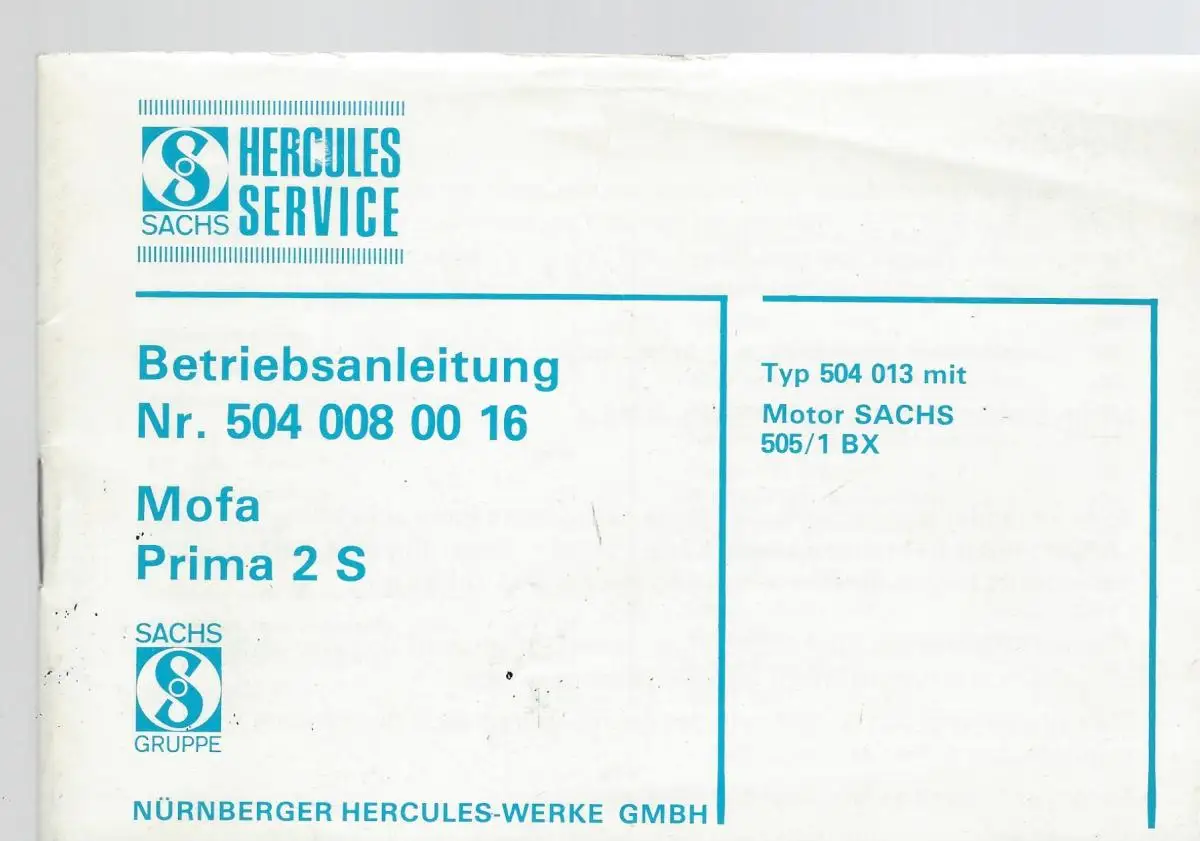 HERCULES
SACHS SERVICE
Betriebsanleitung
Nr. 504 008 00 16
Mofa
Prima 2 S
SACHS
GRUPPE
NÜRNBERGER HERCULES-WERKE GMBH
Typ 504 013 mit
Motor SACHS
505/1 BX